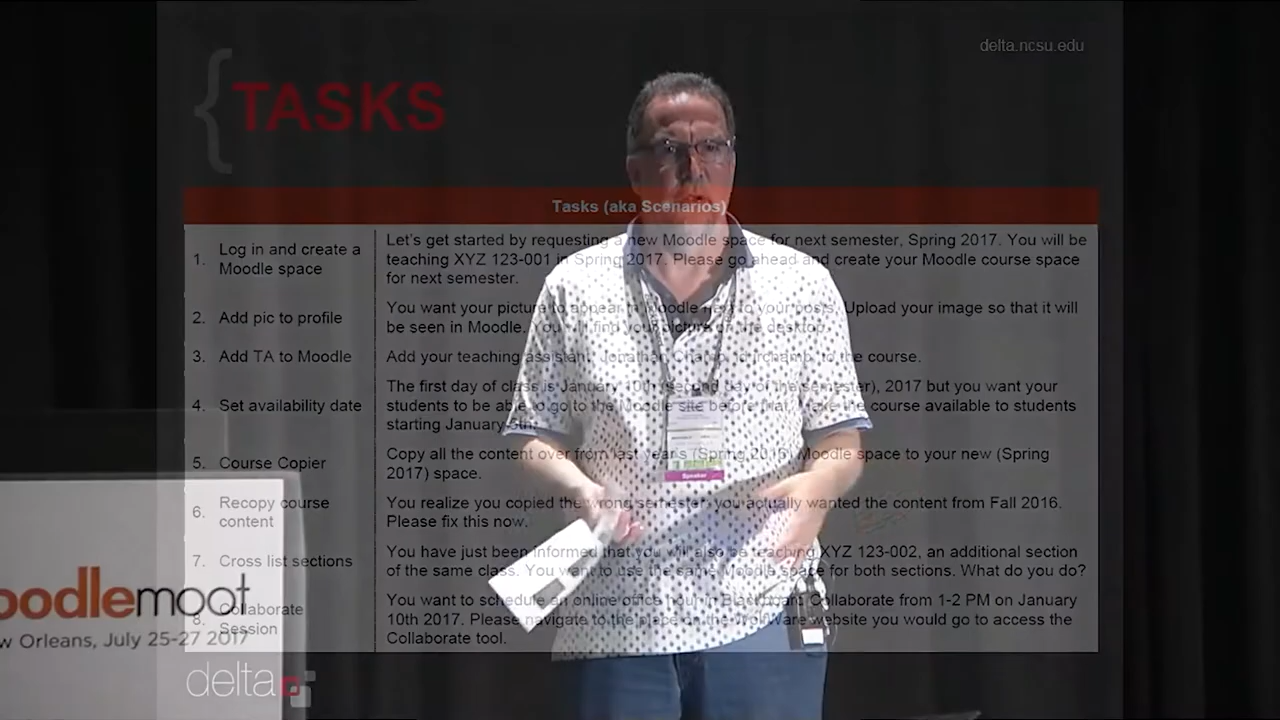 delta.ncsu.edu
{TASKS
Tasks (aka Scenarios)
1. Log in and create a
Moodle space
Let's get started by requesting a new Moodle space for next semester, Spring 2017. You will be
teaching XYZ 123-001 in Spring 2017. Please go ahead and create your Moodle course space
for next semester.
2. Add pic to profile
You want your picture to appear in Moodle next to your posts. Upload your image so that it will
be seen in Moodle. You will find your picture on the desktop.
3. Add TA to Moodle
Add your teaching assistant, Jonathan Champ, to the course.
4. Set availability date
The first day of class is January 10th (second day of the semester), 2017 but you want your
students to be able to go to the Moodle site before that. Make the course available to students
starting January
5. Course Copier
Copy all the content over from last year's (Spring 2016) Moodle space to your new (Spring
2017) space.
6. Recopy course
content
You realize you copied the wrong semester, you actually wanted the content from Fall 2016.
Please fix this now.
7. Cross list sections
You have just been informed that you will also be teaching XYZ 123-002, an additional section
of the same class. You want to use the same Moodle space for both sections. What do you do?
8. Collaborate
Session
You want to schedule an online office hour in Blackboard Collaborate from 1-2 PM on January
10th 2017. Please navigate to the place on the WolfWare website you would go to access the
Collaborate tool.
oodlemoot
w Orleans, July 25-27 2017
Speaker
delta